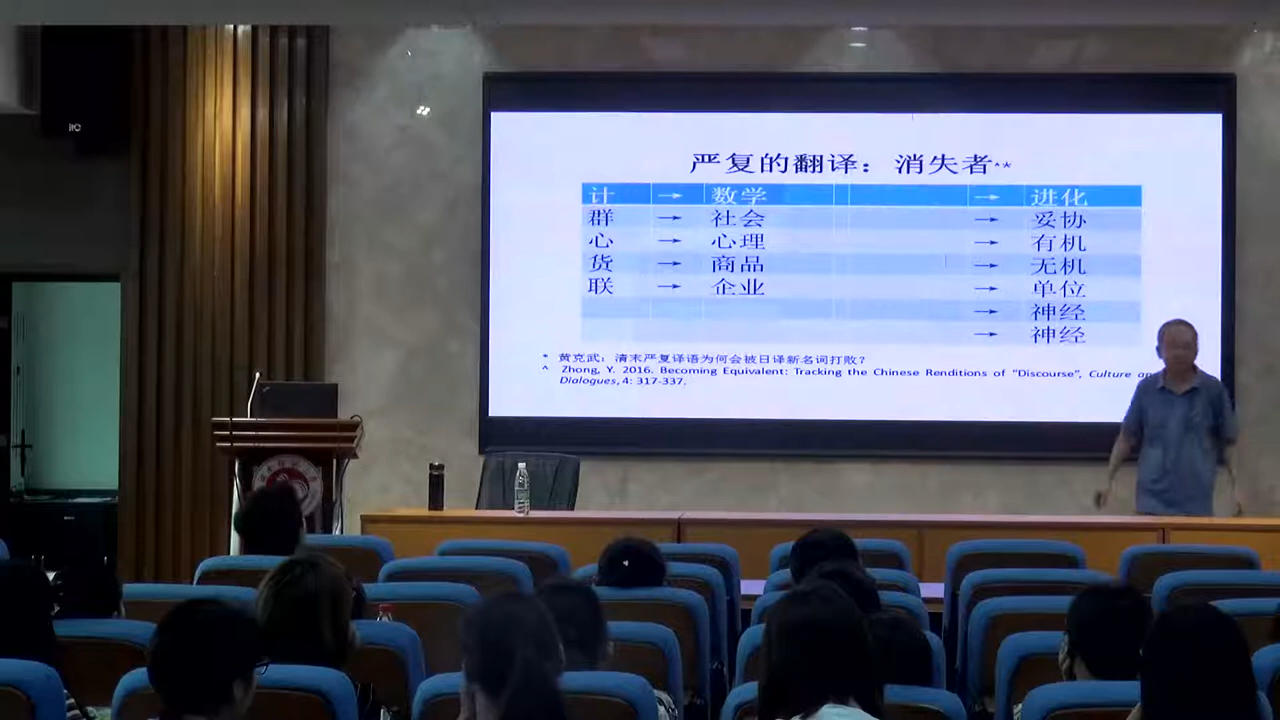 严复的翻译：消失者^*
计 → 数学 → 进化
群 → 社会 → 妥协
心 → 心理 → 有机
货 → 商品 → 无机
联 → 企业 → 单位
→ 神经
→ 神经
* 黄克武：清末严复译语为何会被日译新名词打败？
^ Zhong, Y. 2016. Becoming Equivalent: Tracking the Chinese Renditions of “Discourse”, Culture an
Dialogues, 4: 317-337.